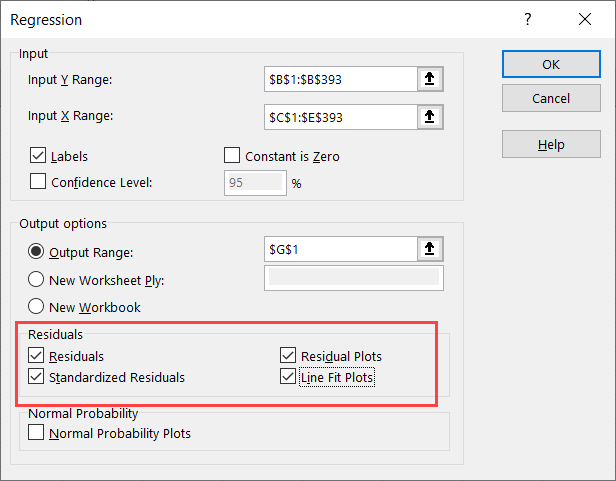 Regression
?
Input
OK
Input Y Range:
$B$1:$B$393
Cancel
Input X Range:
$C$1:$E$393
Help
Labels
Constant is Zero
Confidence Level:
95
%
Output options
Output Range:
$G$1
New Worksheet Ply:
New Workbook
Residuals
Residuals
Residual Plots
Standardized Residuals
Line Fit Plots
Normal Probability
Normal Probability Plots